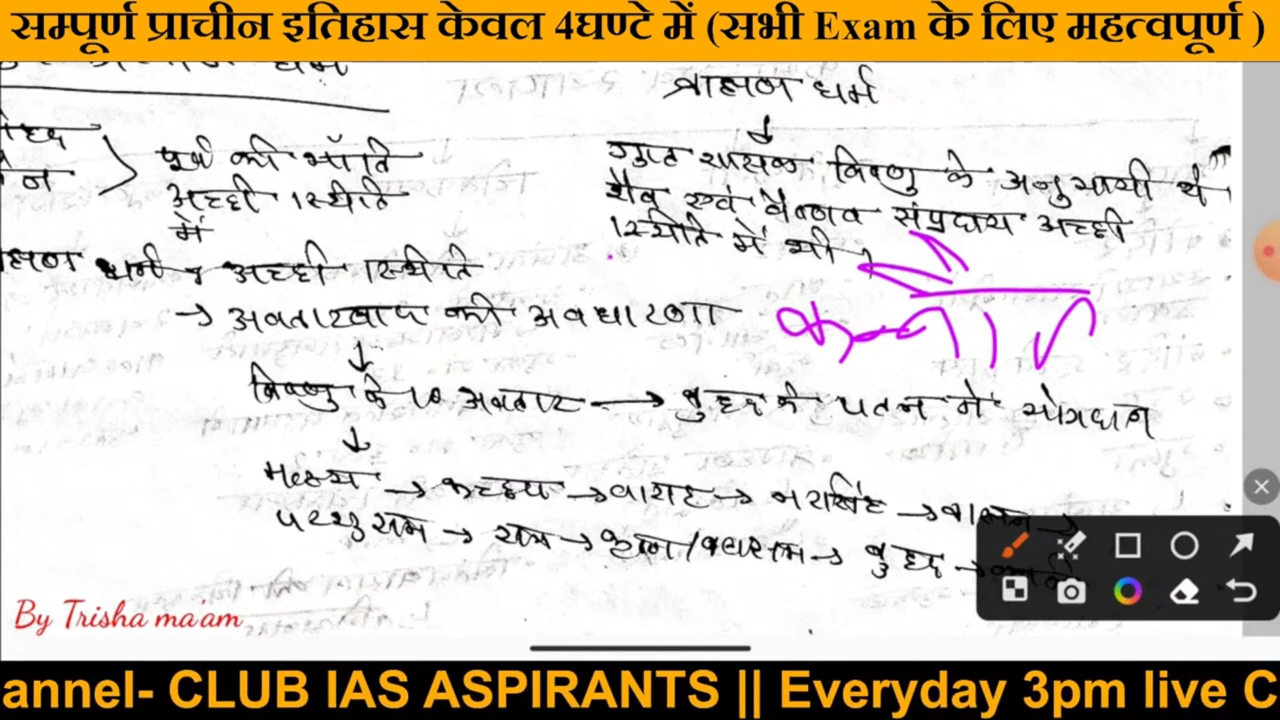 सम्पूर्ण प्राचीन इतिहास केवल 4घण्टे में (सभी Exam के लिए महत्वपूर्ण )
ब्राह्मण धर्म
पूर्व की भाँति
अच्छी स्थिति
में
गुप्त शासक विष्णु के अनुयायी थे
शैव एवं वैष्णव संप्रदाय अच्छी
स्थिति में थी।
धर्म अच्छी स्थिति
→ अवतारवाद की अवधारणा
विष्णु के 10 अवतार → बुद्ध के पतन में योगदान
मत्स्य → कच्छप → वाराह → नरसिंह → वामन →
परशुराम → राम → कृष्ण/बलराम → बुद्ध →
By Trisha ma'am
annel- CLUB IAS ASPIRANTS || Everyday 3pm live C